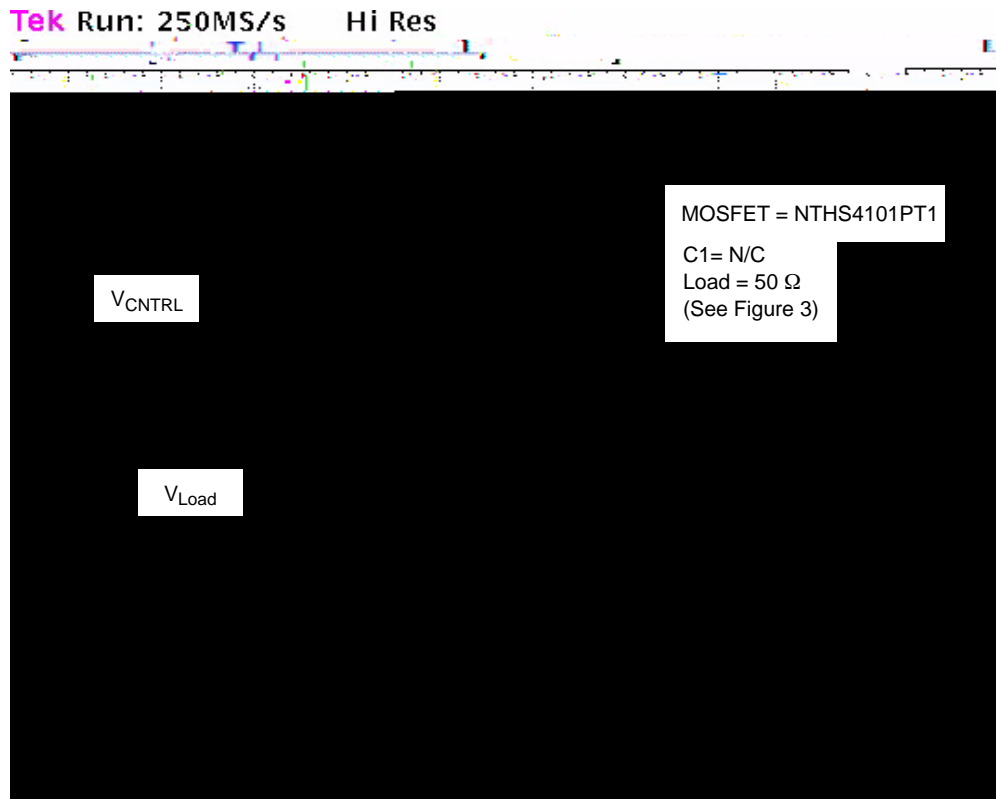 Tek Run: 250MS/s Hi Res
MOSFET = NTHS4101PT1
C1= N/C
Load = 50 Ω
(See Figure 3)
VCNTRL
VLoad